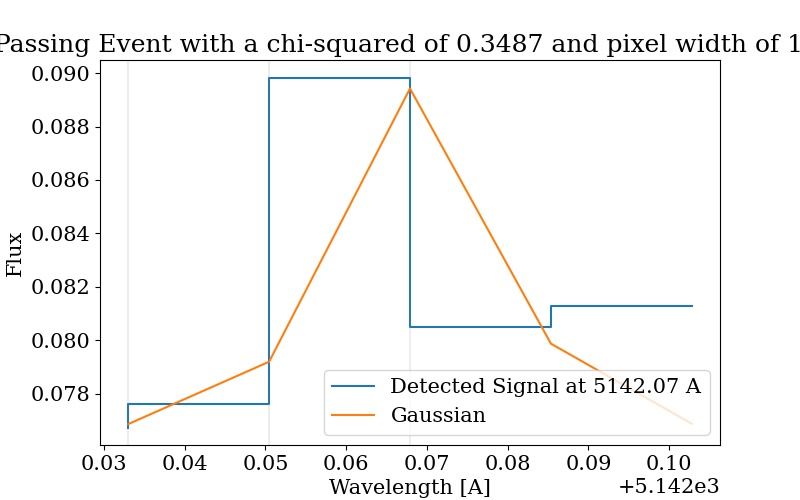 Passing Event with a chi-squared of 0.3487 and pixel width of 1
0.090
0.088
0.086
0.084
0.082
0.080
0.078
Flux
Detected Signal at 5142.07 A
Gaussian
0.03 0.04 0.05 0.06 0.07 0.08 0.09 0.10
Wavelength [A]
+5.142e3